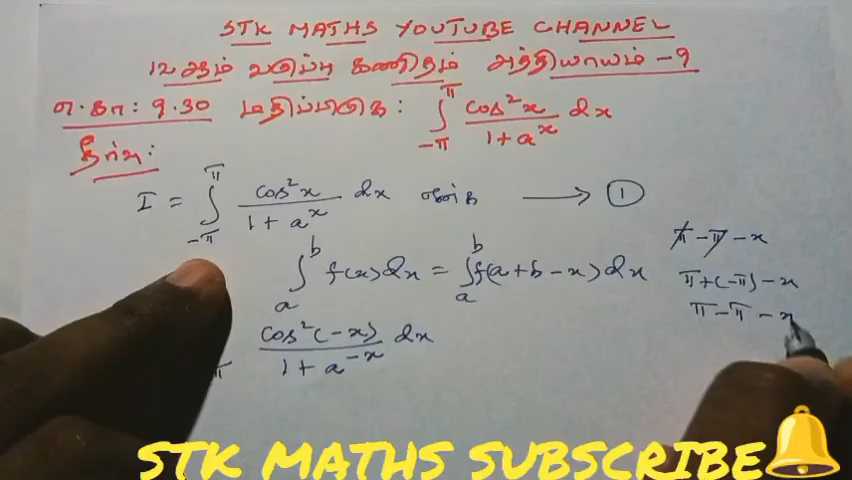 STK MATHS YOUTUBE CHANNEL
12 ஆம் வகுப்பு கணிதம் அத்தியாயம் - 9
எ.கா: 9.30 மதிப்பிடுக: ∫_{-π}^{π} cos²x / (1 + a^x) dx
தீர்வு:
I = ∫_{-π}^{π} cos²x / (1 + a^x) dx என்க → ①
∫_a^b f(x) dx = ∫_a^b f(a+b-x) dx
π - π - x
π + (-π) - x
π - π - x
cos²(-x) / (1 + a^{-x}) dx
π
STK MATHS SUBSCRIBE